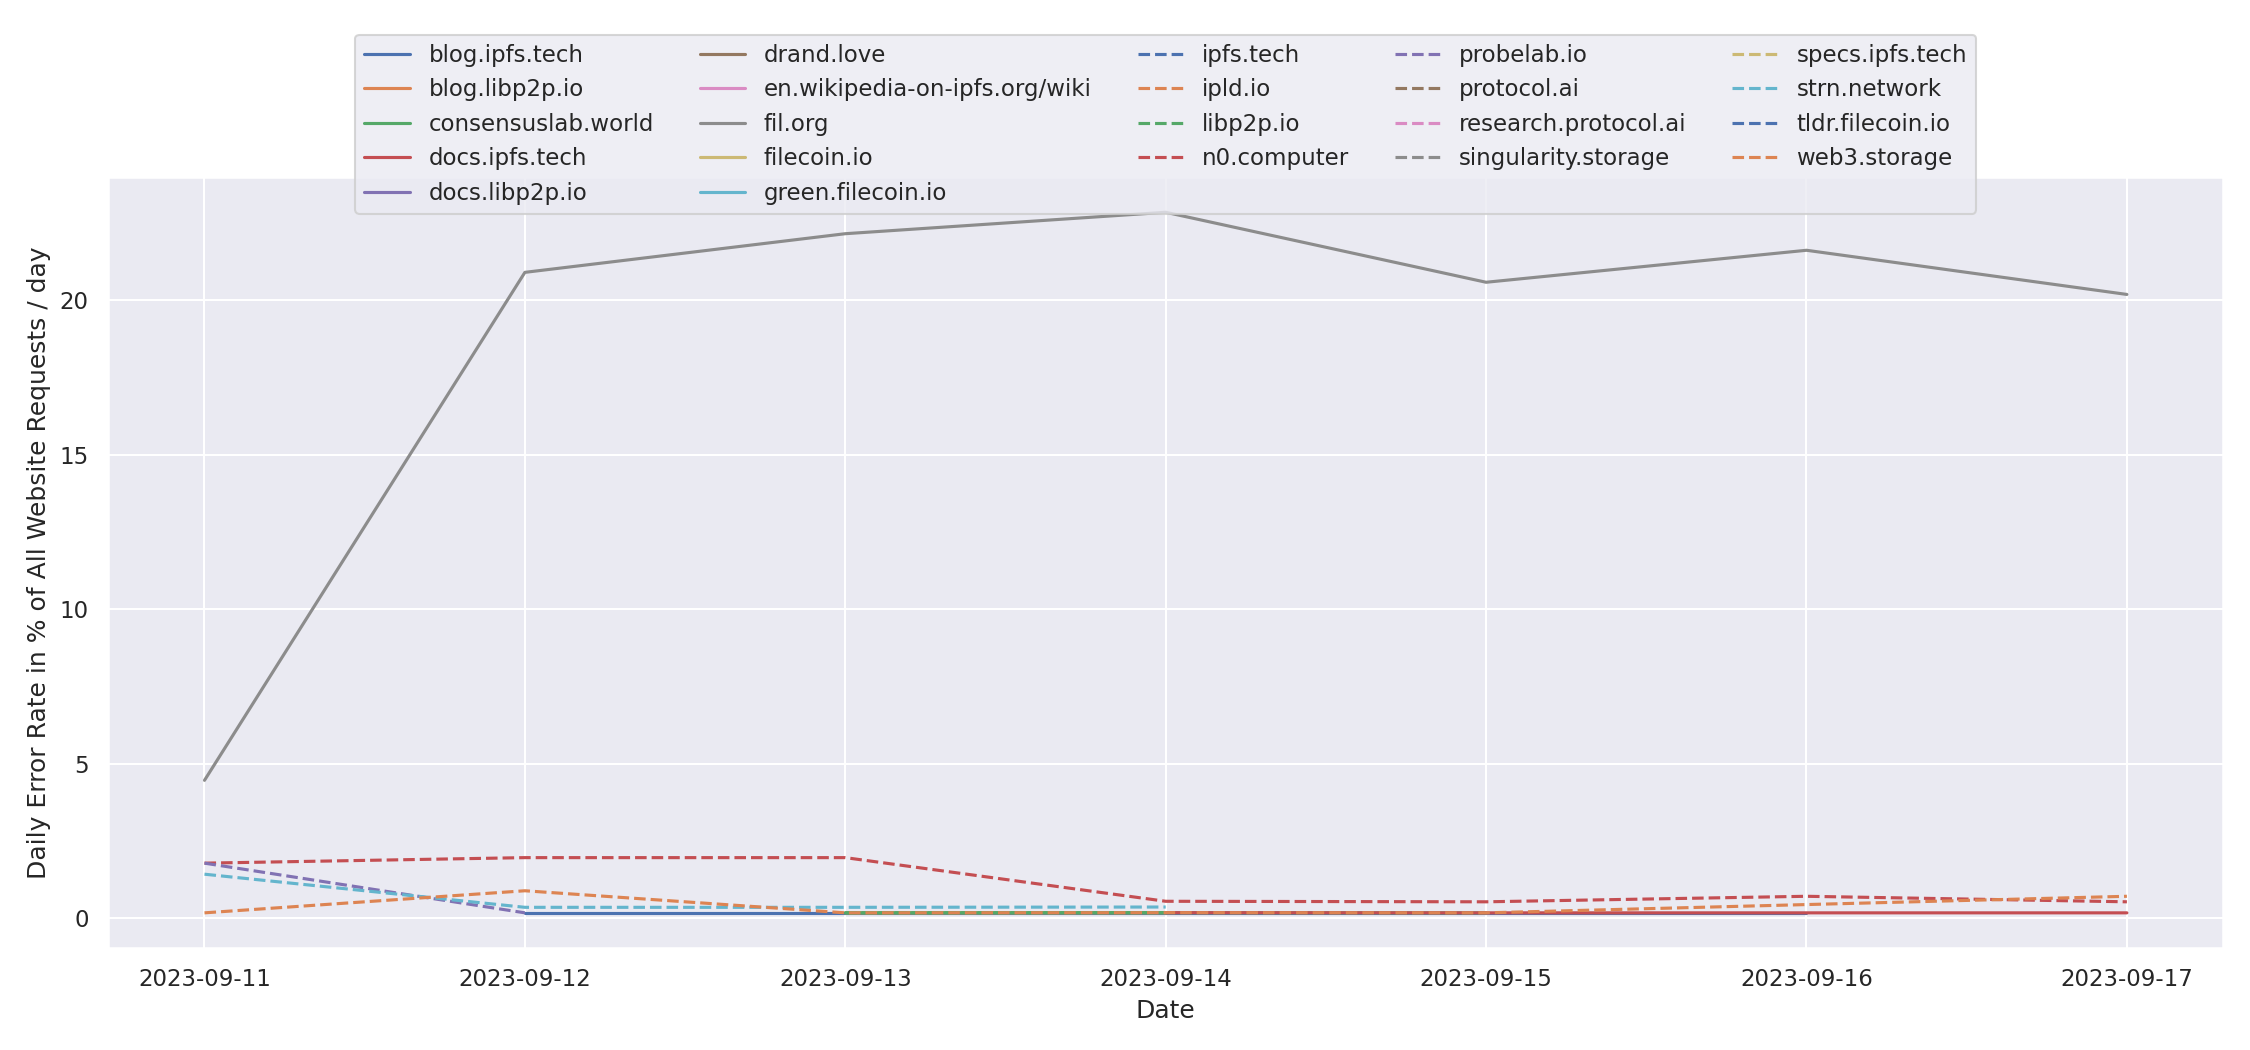 blog.ipfs.tech
blog.libp2p.io
consensuslab.world
docs.ipfs.tech
docs.libp2p.io
drand.love
en.wikipedia-on-ipfs.org/wiki
fil.org
filecoin.io
green.filecoin.io
ipfs.tech
ipld.io
libp2p.io
n0.computer
probelab.io
protocol.ai
research.protocol.ai
singularity.storage
specs.ipfs.tech
strn.network
tldr.filecoin.io
web3.storage
Daily Error Rate in % of All Website Requests / day
20
15
10
5
0
2023-09-11 2023-09-12 2023-09-13 2023-09-14 2023-09-15 2023-09-16 2023-09-17
Date